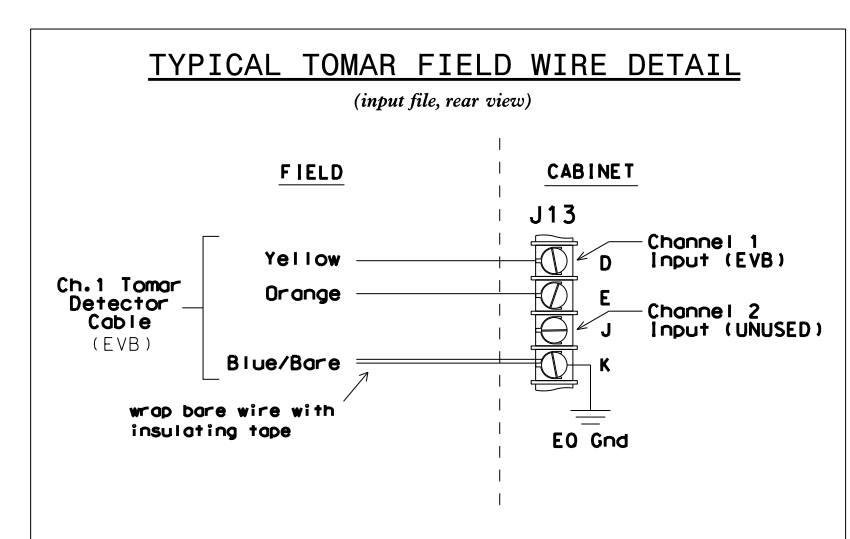 TYPICAL TOMAR FIELD WIRE DETAIL
(input file, rear view)
FIELD
CABINET
J13
Yellow
D
Channel 1
Input (EVB)
Ch.1 Tomar
Detector
Cable
(EVB)
Orange
E
J
Channel 2
Input (UNUSED)
Blue/Bare
K
wrap bare wire with
insulating tape
EQ Gnd